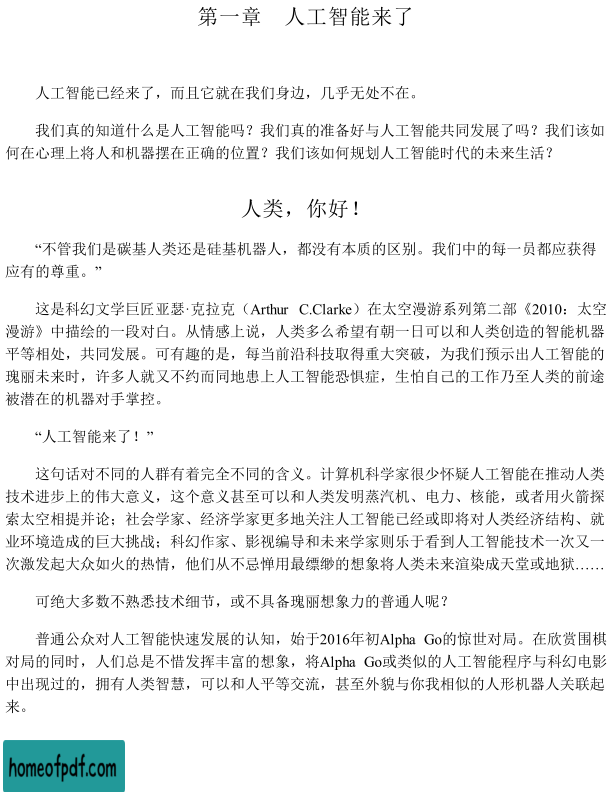 第一章 人工智能来了
人工智能已经来了，而且它就在我们身边，几乎无处不在。
我们真的知道什么是人工智能吗？我们真的准备好与人工智能共同发展了吗？我们该如
何在心理上将人和机器摆在正确的位置？我们该如何规划人工智能时代的未来生活？
人类，你好！
“不管我们是碳基人类还是硅基机器人，都没有本质的区别。我们中的每一员都应获得
应有的尊重。”
这是科幻文学巨匠亚瑟·克拉克（Arthur C.Clarke）在太空漫游系列第二部《2010：太空
漫游》中描绘的一段对白。从情感上说，人类多么希望有朝一日可以和人类创造的智能机器
平等相处，共同发展。可有趣的是，每当前沿科技取得重大突破，为我们预示出人工智能的
瑰丽未来时，许多人就又不约而同地患上人工智能恐惧症，生怕自己的工作乃至人类的前途
被潜在的机器对手掌控。
“人工智能来了！”
这句话对不同的人群有着完全不同的含义。计算机科学家很少怀疑人工智能在推动人类
技术进步上的伟大意义，这个意义甚至可以和人类发明蒸汽机、电力、核能，或者用火箭探
索太空相提并论；社会学家、经济学家更多地关注人工智能已经或即将对人类经济结构、就
业环境造成的巨大挑战；科幻作家、影视编导和未来学家则乐于看到人工智能技术一次又一
次激发起大众如火的热情，他们从不忌惮用最缥缈的想象将人类未来渲染成天堂或地狱……
可绝大多数不熟悉技术细节，或不具备瑰丽想象力的普通人呢？
普通公众对人工智能快速发展的认知，始于2016年初Alpha Go的惊世对局。在欣赏围棋
对局的同时，人们总是不惜发挥丰富的想象，将Alpha Go或类似的人工智能程序与科幻电影
中出现过的，拥有人类智慧，可以和人平等交流，甚至外貌与你我相似的人形机器人关联起
来。
homeofpdf.com